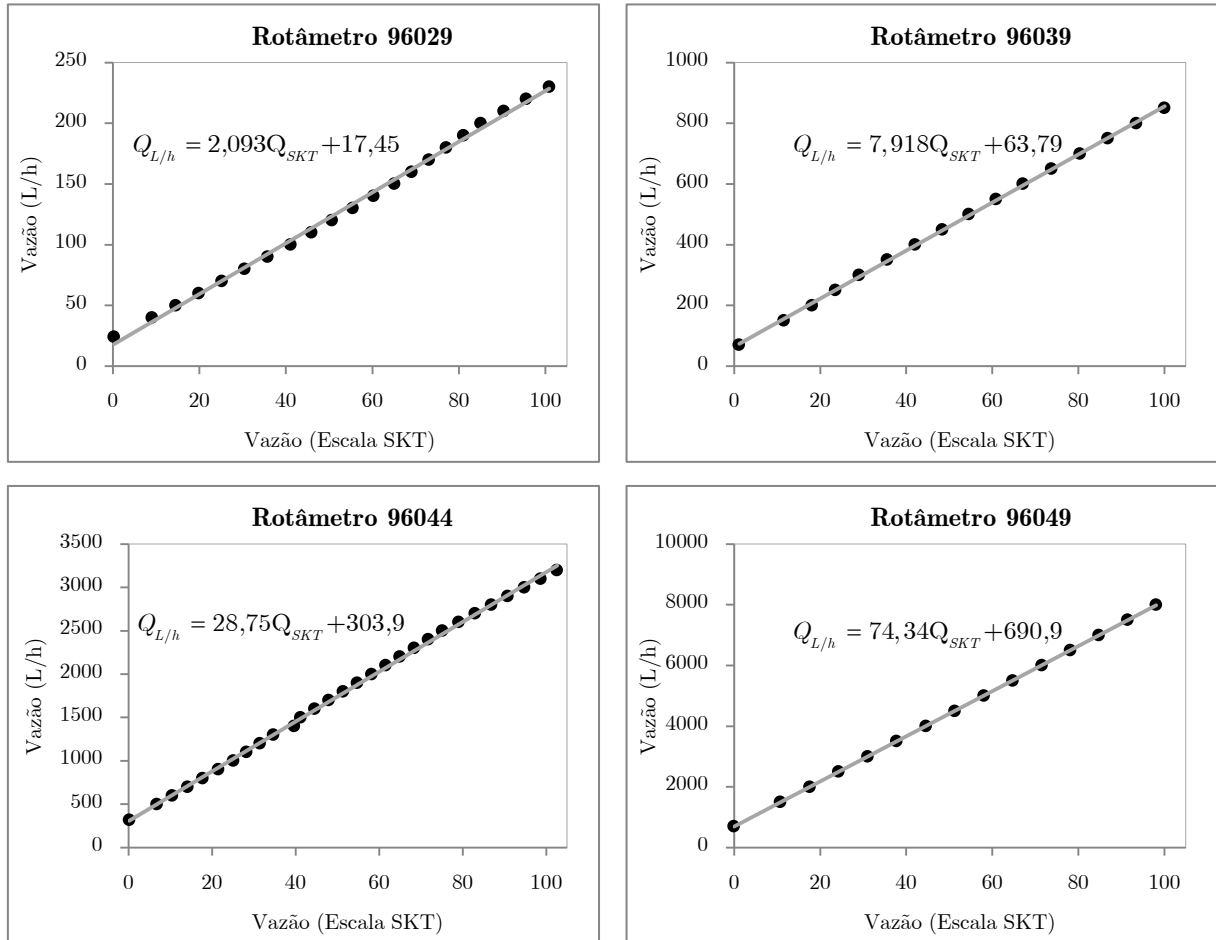 Rotâmetro 96029
250
200
150
100
50
0
Q_{L/h} = 2,093Q_{SKT} +17,45
Vazão (L/h)
0 20 40 60 80 100
Vazão (Escala SKT)
Rotâmetro 96039
1000
800
600
400
200
0
Q_{L/h} = 7,918Q_{SKT} +63,79
Vazão (L/h)
0 20 40 60 80 100
Vazão (Escala SKT)
Rotâmetro 96044
3500
3000
2500
2000
1500
1000
500
0
Q_{L/h} = 28,75Q_{SKT} +303,9
Vazão (L/h)
0 20 40 60 80 100
Vazão (Escala SKT)
Rotâmetro 96049
10000
8000
6000
4000
2000
0
Q_{L/h} = 74,34Q_{SKT} +690,9
Vazão (L/h)
0 20 40 60 80 100
Vazão (Escala SKT)